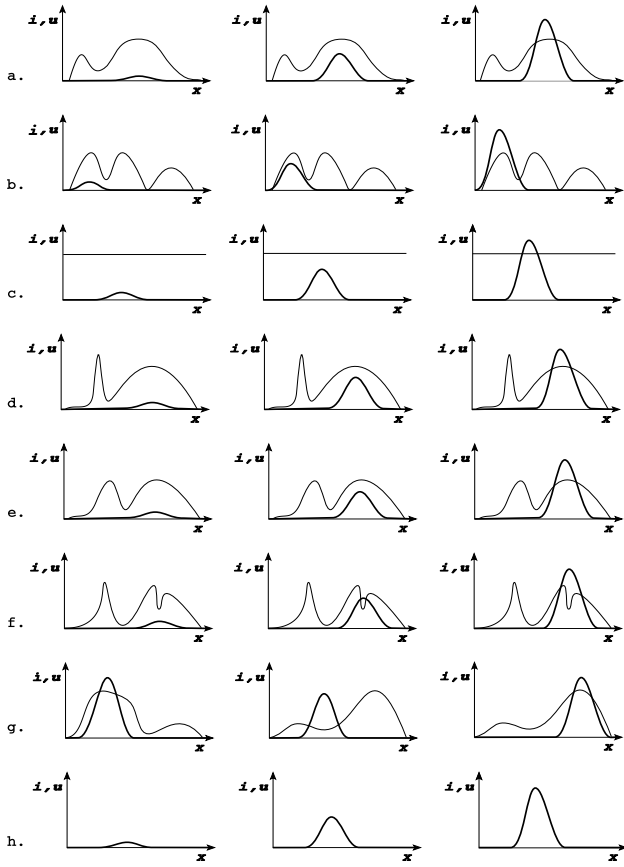 i,u i,u i,u
a. x x x
i,u i,u i,u
b. x x x
i,u i,u i,u
c. x x x
i,u i,u i,u
d. x x x
i,u i,u i,u
e. x x x
i,u i,u i,u
f. x x x
i,u i,u i,u
g. x x x
i,u i,u i,u
h. x x x